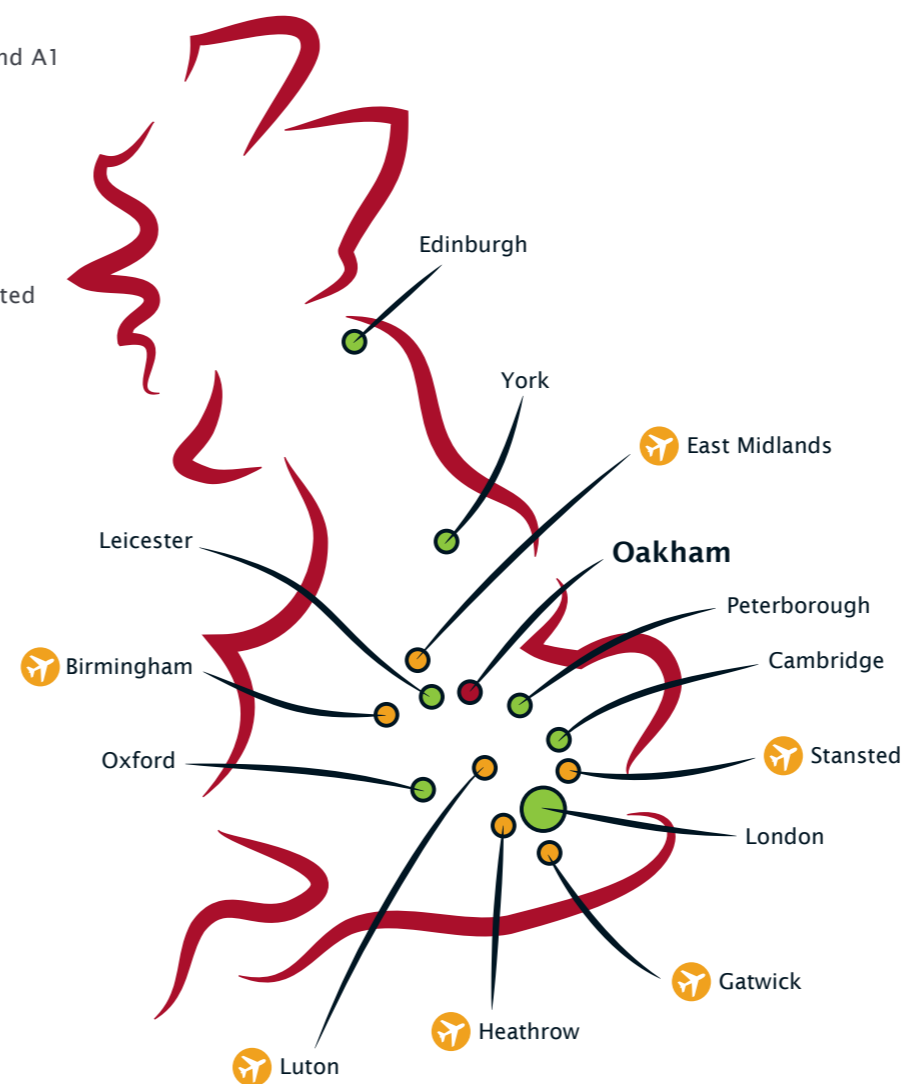 nd A1
Edinburgh
ted
York
East Midlands
Leicester
Oakham
Peterborough
Cambridge
Birmingham
Stansted
Oxford
London
Gatwick
Heathrow
Luton